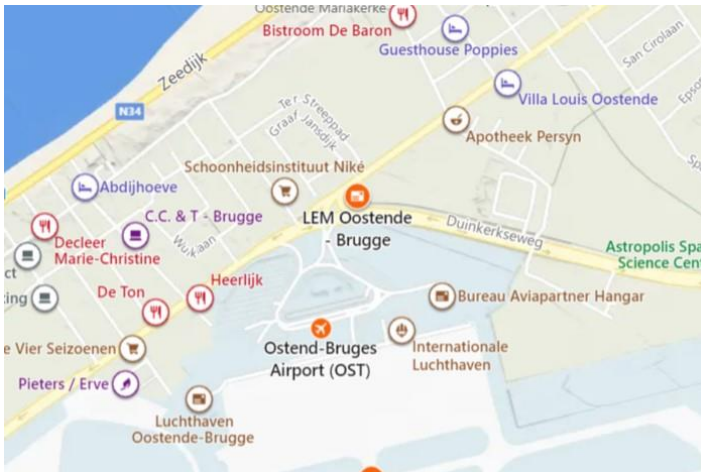 Oostende Mariakerke
Bistroom De Baron
Guesthouse Poppies
San Cirolaan
Zeedijk
N34
Villa Louis Oostende
Ter Streeppad
Graaf Jansdijk
Apotheek Persyn
Schoonheidsinstituut Niké
Abdijhoeve
C.C. & T - Brugge
LEM Oostende
- Brugge
Duinkerkseweg
Decleer
Marie-Christine
Wukaan
Astropolis Spa
Science Cent
ct
Heerlijk
De Ton
ing
Bureau Aviapartner Hangar
Ostend-Bruges
Airport (OST)
Internationale
Luchthaven
e Vier Seizoenen
Pieters / Erve
Luchthaven
Oostende-Brugge